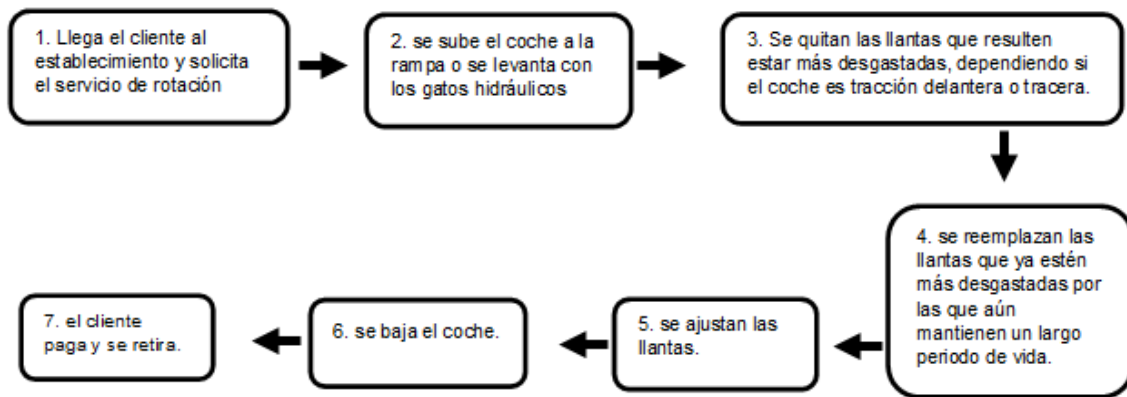 1. Llega el cliente al
establecimiento y solicita
el servicio de rotación
2. se sube el coche a la
rampa o se levanta con
los gatos hidráulicos
3. Se quitan las llantas que resulten
estar más desgastadas, dependiendo si
el coche es tracción delantera o tracera.
4. se reemplazan las
llantas que ya estén
más desgastadas por
las que aún
mantienen un largo
periodo de vida.
5. se ajustan las
llantas.
6. se baja el coche.
7. el cliente
paga y se retira.